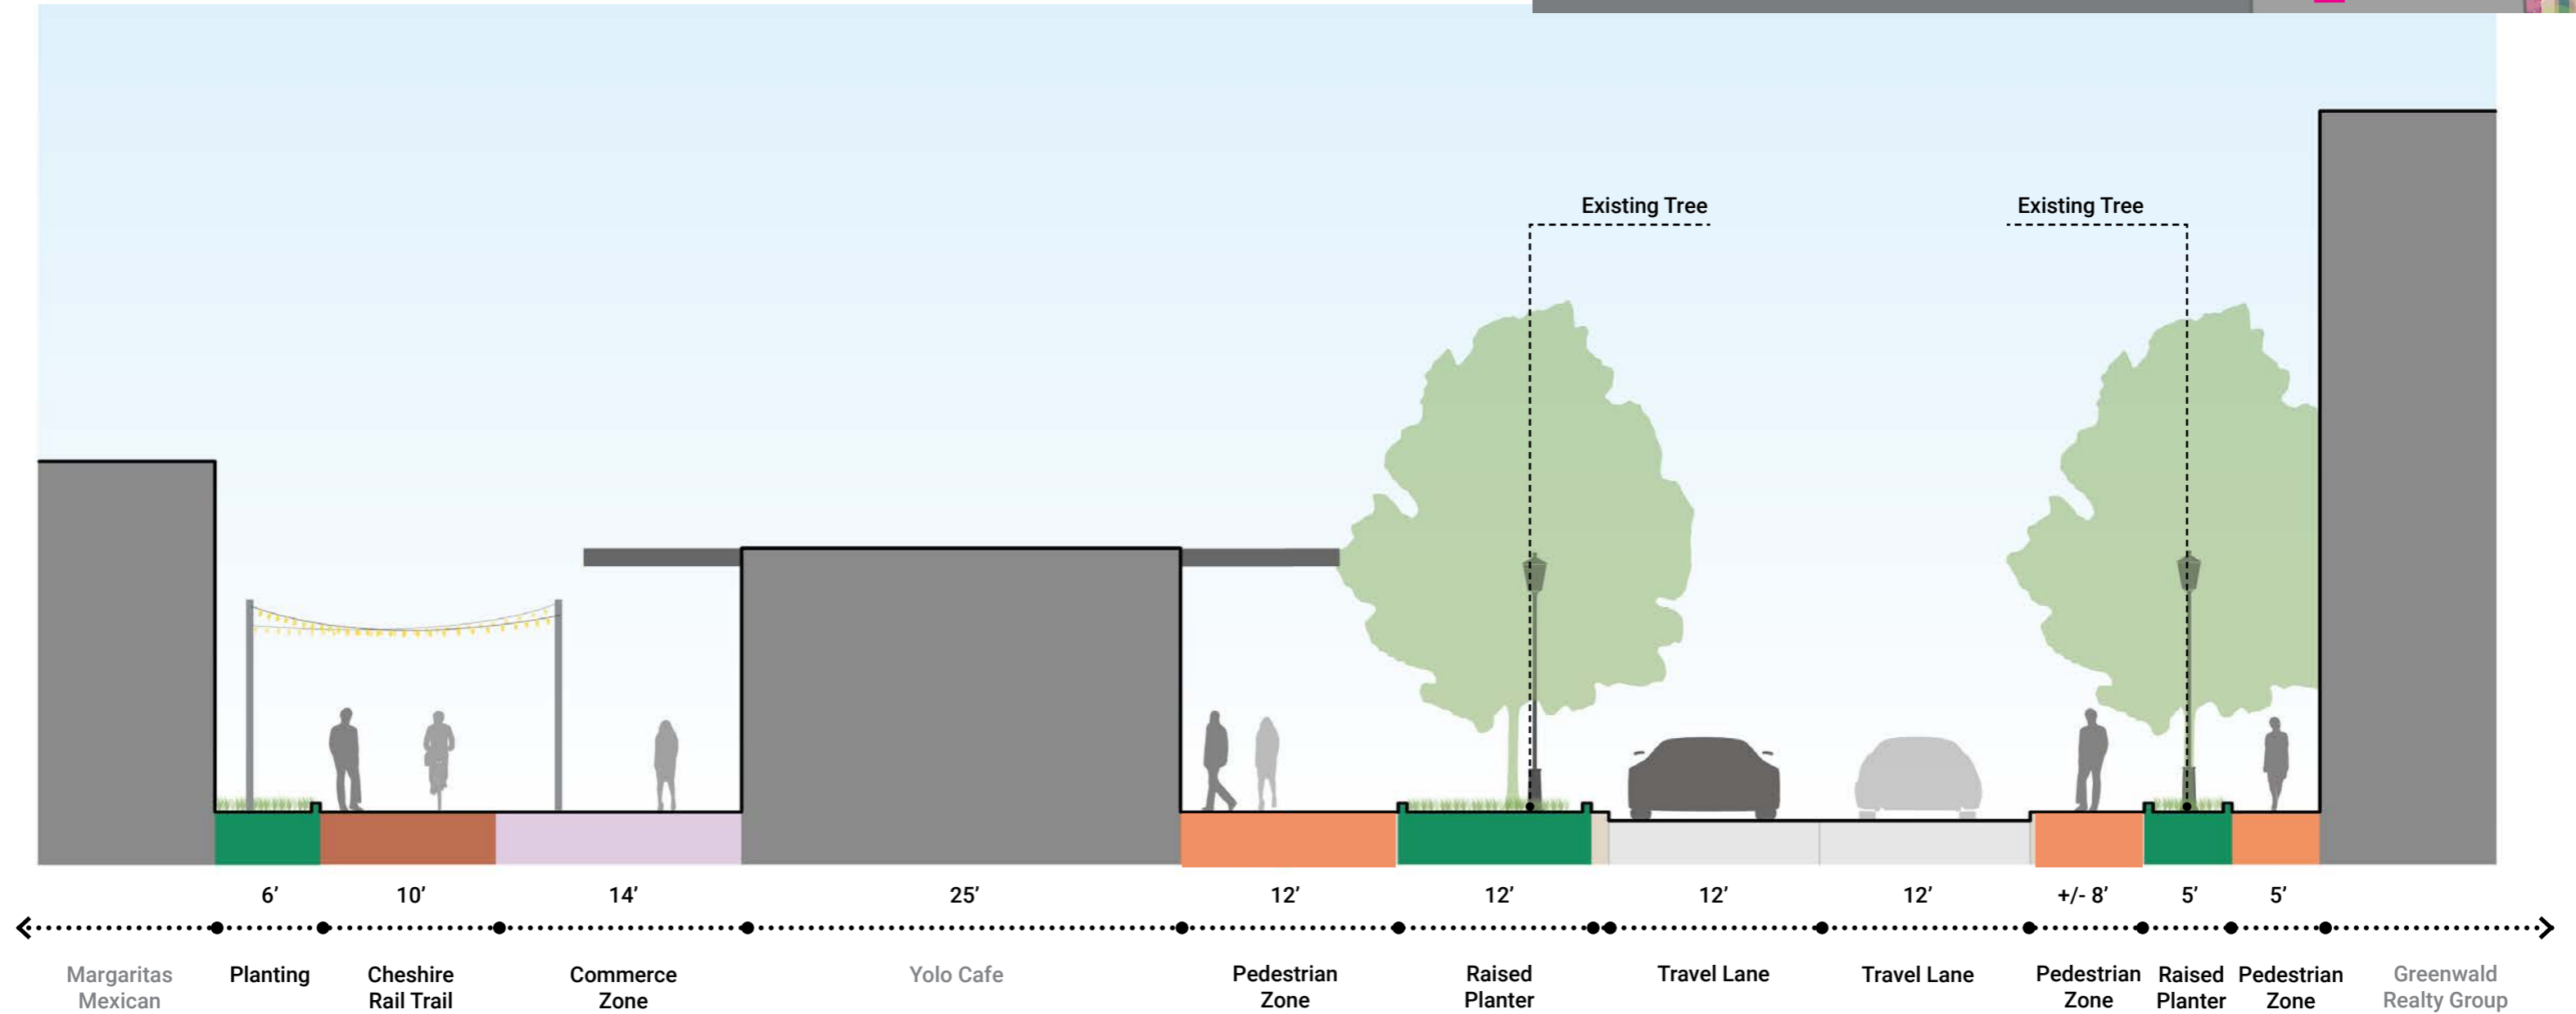 Existing Tree
Existing Tree
6’
10’
14’
25’
12’
12’
12’
12’
+/- 8’
5’
5’
Margaritas
Mexican
Planting
Cheshire
Rail Trail
Commerce
Zone
Yolo Cafe
Pedestrian
Zone
Raised
Planter
Travel Lane
Travel Lane
Pedestrian
Zone
Raised
Planter
Pedestrian
Zone
Greenwald
Realty Group